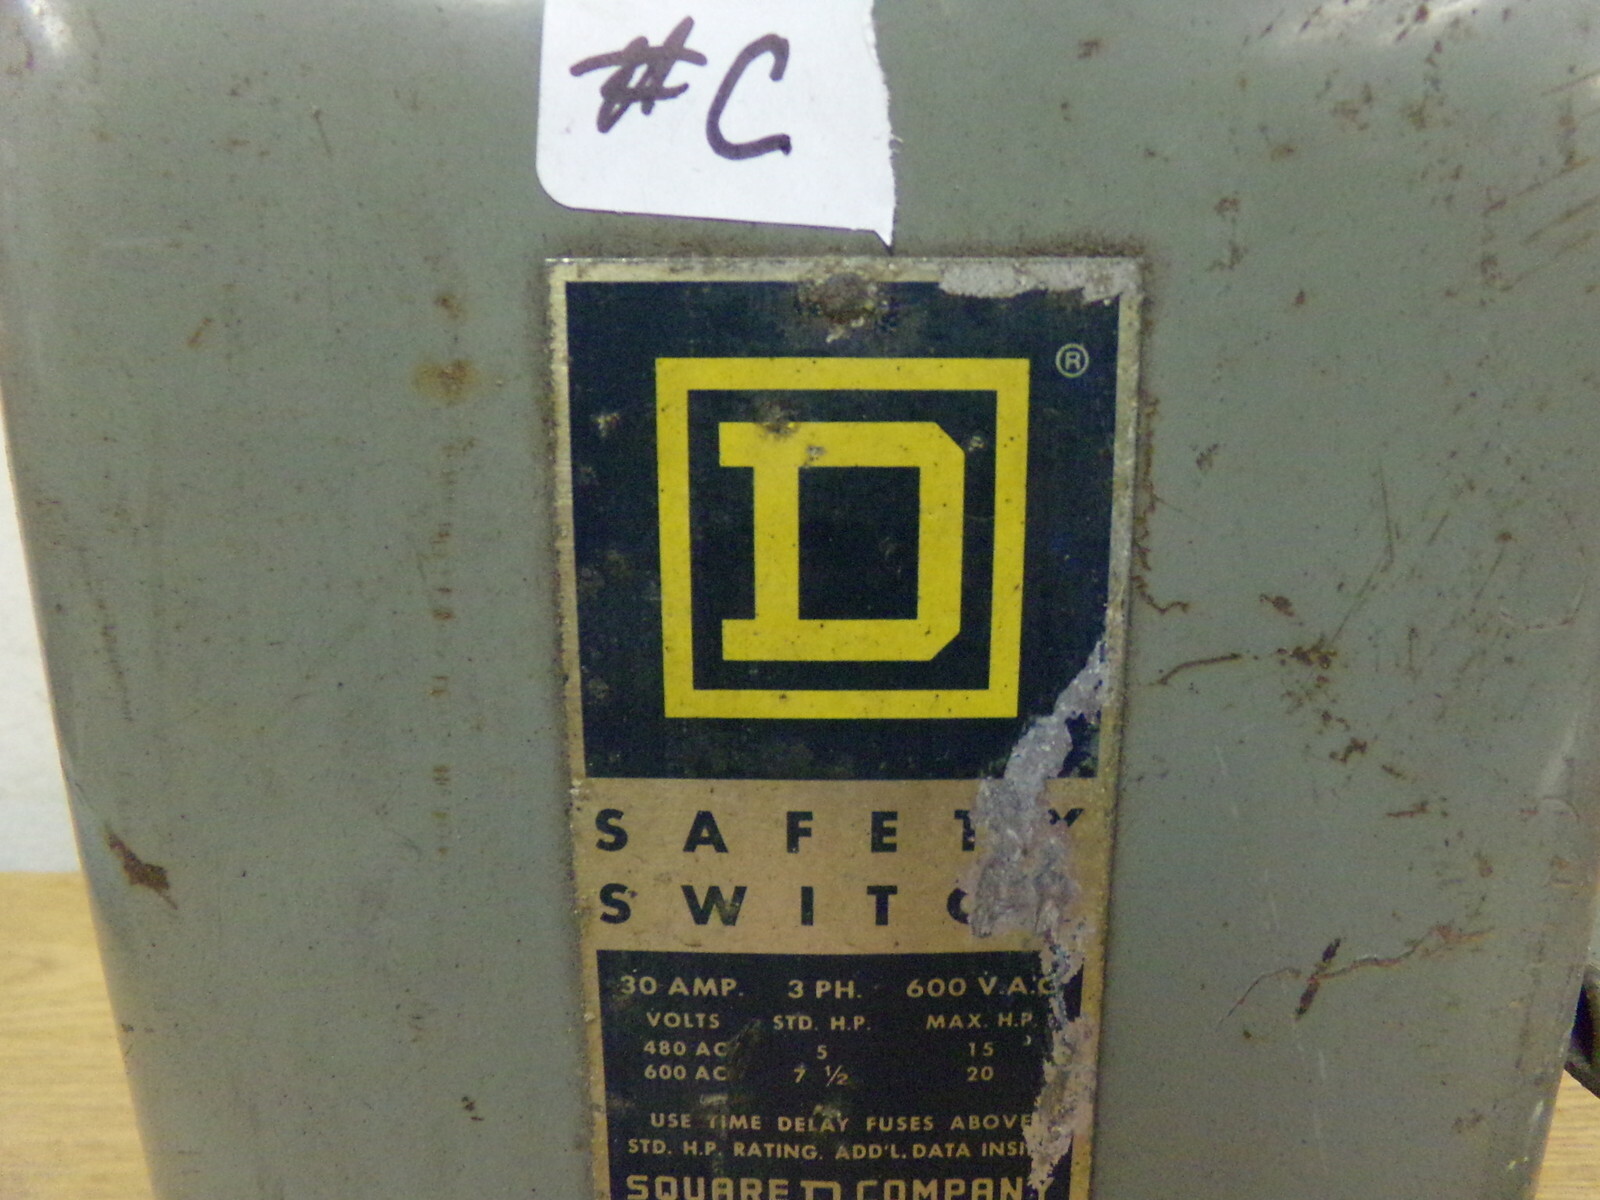 #C
®
D
SAFETY
SWITC
30 AMP. 3 PH. 600 V.A.C
VOLTS STD. H.P. MAX. H.P.
480 AC 5 15
600 AC 7 ½ 20
USE TIME DELAY FUSES ABOVE
STD. H.P. RATING. ADD'L. DATA INSI
SQUARE D COMPANY